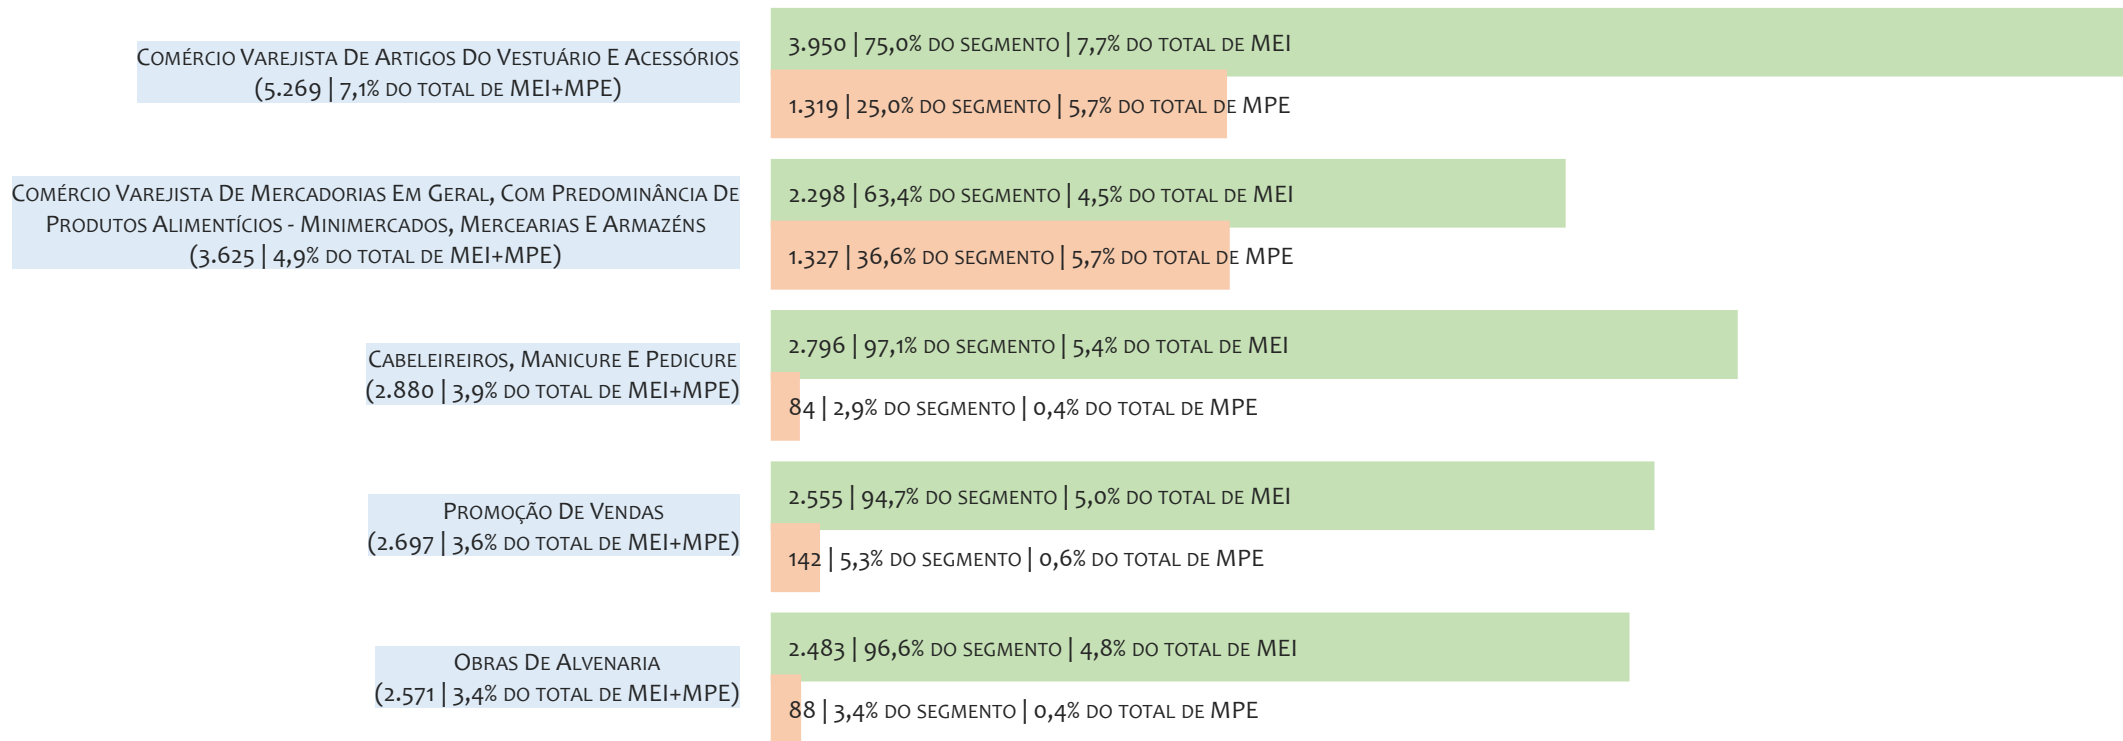 Comércio Varejista De Artigos Do Vestuário E Acessórios
(5.269 | 7,1% do total de MEI+MPE)
3.950 | 75,0% do segmento | 7,7% do total de MEI
1.319 | 25,0% do segmento | 5,7% do total de MPE
Comércio Varejista De Mercadorias Em Geral, Com Predominância De
Produtos Alimentícios - Minimercados, Mercearias E Armazéns
(3.625 | 4,9% do total de MEI+MPE)
2.298 | 63,4% do segmento | 4,5% do total de MEI
1.327 | 36,6% do segmento | 5,7% do total de MPE
Cabeleireiros, Manicure E Pedicure
(2.880 | 3,9% do total de MEI+MPE)
2.796 | 97,1% do segmento | 5,4% do total de MEI
84 | 2,9% do segmento | 0,4% do total de MPE
Promoção De Vendas
(2.697 | 3,6% do total de MEI+MPE)
2.555 | 94,7% do segmento | 5,0% do total de MEI
142 | 5,3% do segmento | 0,6% do total de MPE
Obras De Alvenaria
(2.571 | 3,4% do total de MEI+MPE)
2.483 | 96,6% do segmento | 4,8% do total de MEI
88 | 3,4% do segmento | 0,4% do total de MPE